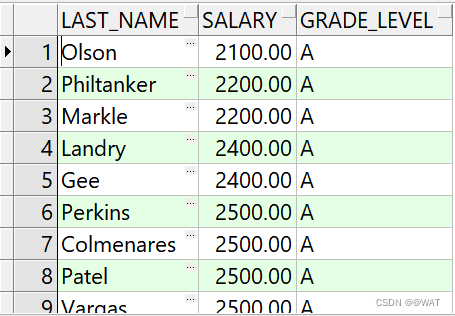 LAST_NAME SALARY GRADE_LEVEL
1 Olson ... 2100.00 A
2 Philtanker ... 2200.00 A
3 Markle ... 2200.00 A
4 Landry ... 2400.00 A
5 Gee ... 2400.00 A
6 Perkins ... 2500.00 A
7 Colmenares ... 2500.00 A
8 Patel ... 2500.00 A
9 Vargas ... 2500.00 A
CSDN @@WAT